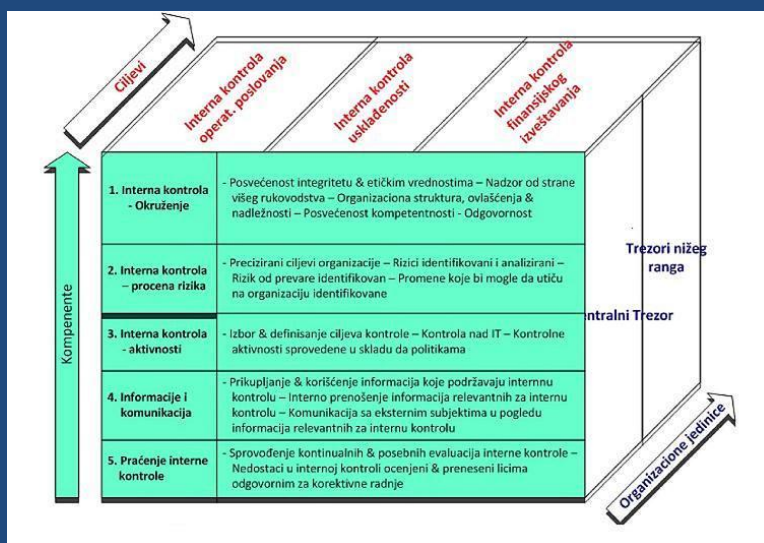 Ciljevi
Interna kontrola
operat. poslovanja
Interna kontrola
usklađenosti
Interna kontrola
finansijskog
izveštavanja
Kompenente
1. Interna kontrola
- Okruženje
- Posvećenost integritetu & etičkim vrednostima – Nadzor od strane
višeg rukovodstva – Organizaciona struktura, ovlašćenja &
nadležnosti – Posvećenost kompetentnosti - Odgovornost
2. Interna kontrola
– procena rizika
- Precizirani ciljevi organizacije – Rizici identifikovani i analizirani –
Rizik od prevare identifikovan – Promene koje bi mogle da utiču
na organizaciju identifikovane
3. Interna kontrola
- aktivnosti
- Izbor & definisanje ciljeva kontrole – Kontrola nad IT – Kontrolne
aktivnosti sprovedene u skladu da politikama
4. Informacije i
komunikacija
- Prikupljanje & korišćenje informacija koje podržavaju internnu
kontrolu – Interno prenošenje informacija relevantnih za internu
kontrolu – Komunikacija sa eksternim subjektima u pogledu
informacija relevantnih za internu kontrolu
5. Praćenje interne
kontrole
- Sprovođenje kontinualnih & posebnih evaluacija interne kontrole –
Nedostaci u internoj kontroli ocenjeni & preneseni licima
odgovornim za korektivne radnje
Trezori nižeg
ranga
entralni Trezor
Organizacione jedinice